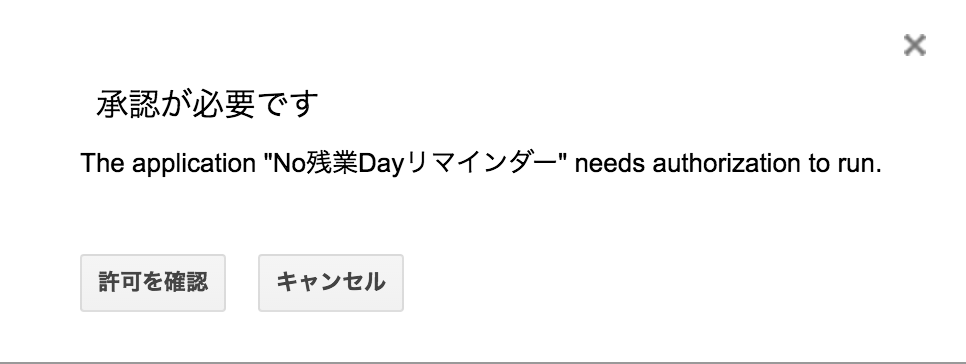 承認が必要です
The application "No残業Dayリマインダー" needs authorization to run.
許可を確認 キャンセル